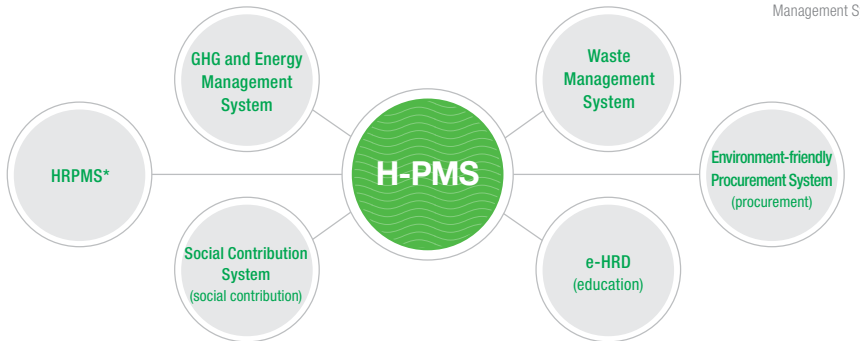 Management S
GHG and Energy
Management
System
Waste
Management
System
HRPMS*
H-PMS
Environment-friendly
Procurement System
(procurement)
Social Contribution
System
(social contribution)
e-HRD
(education)